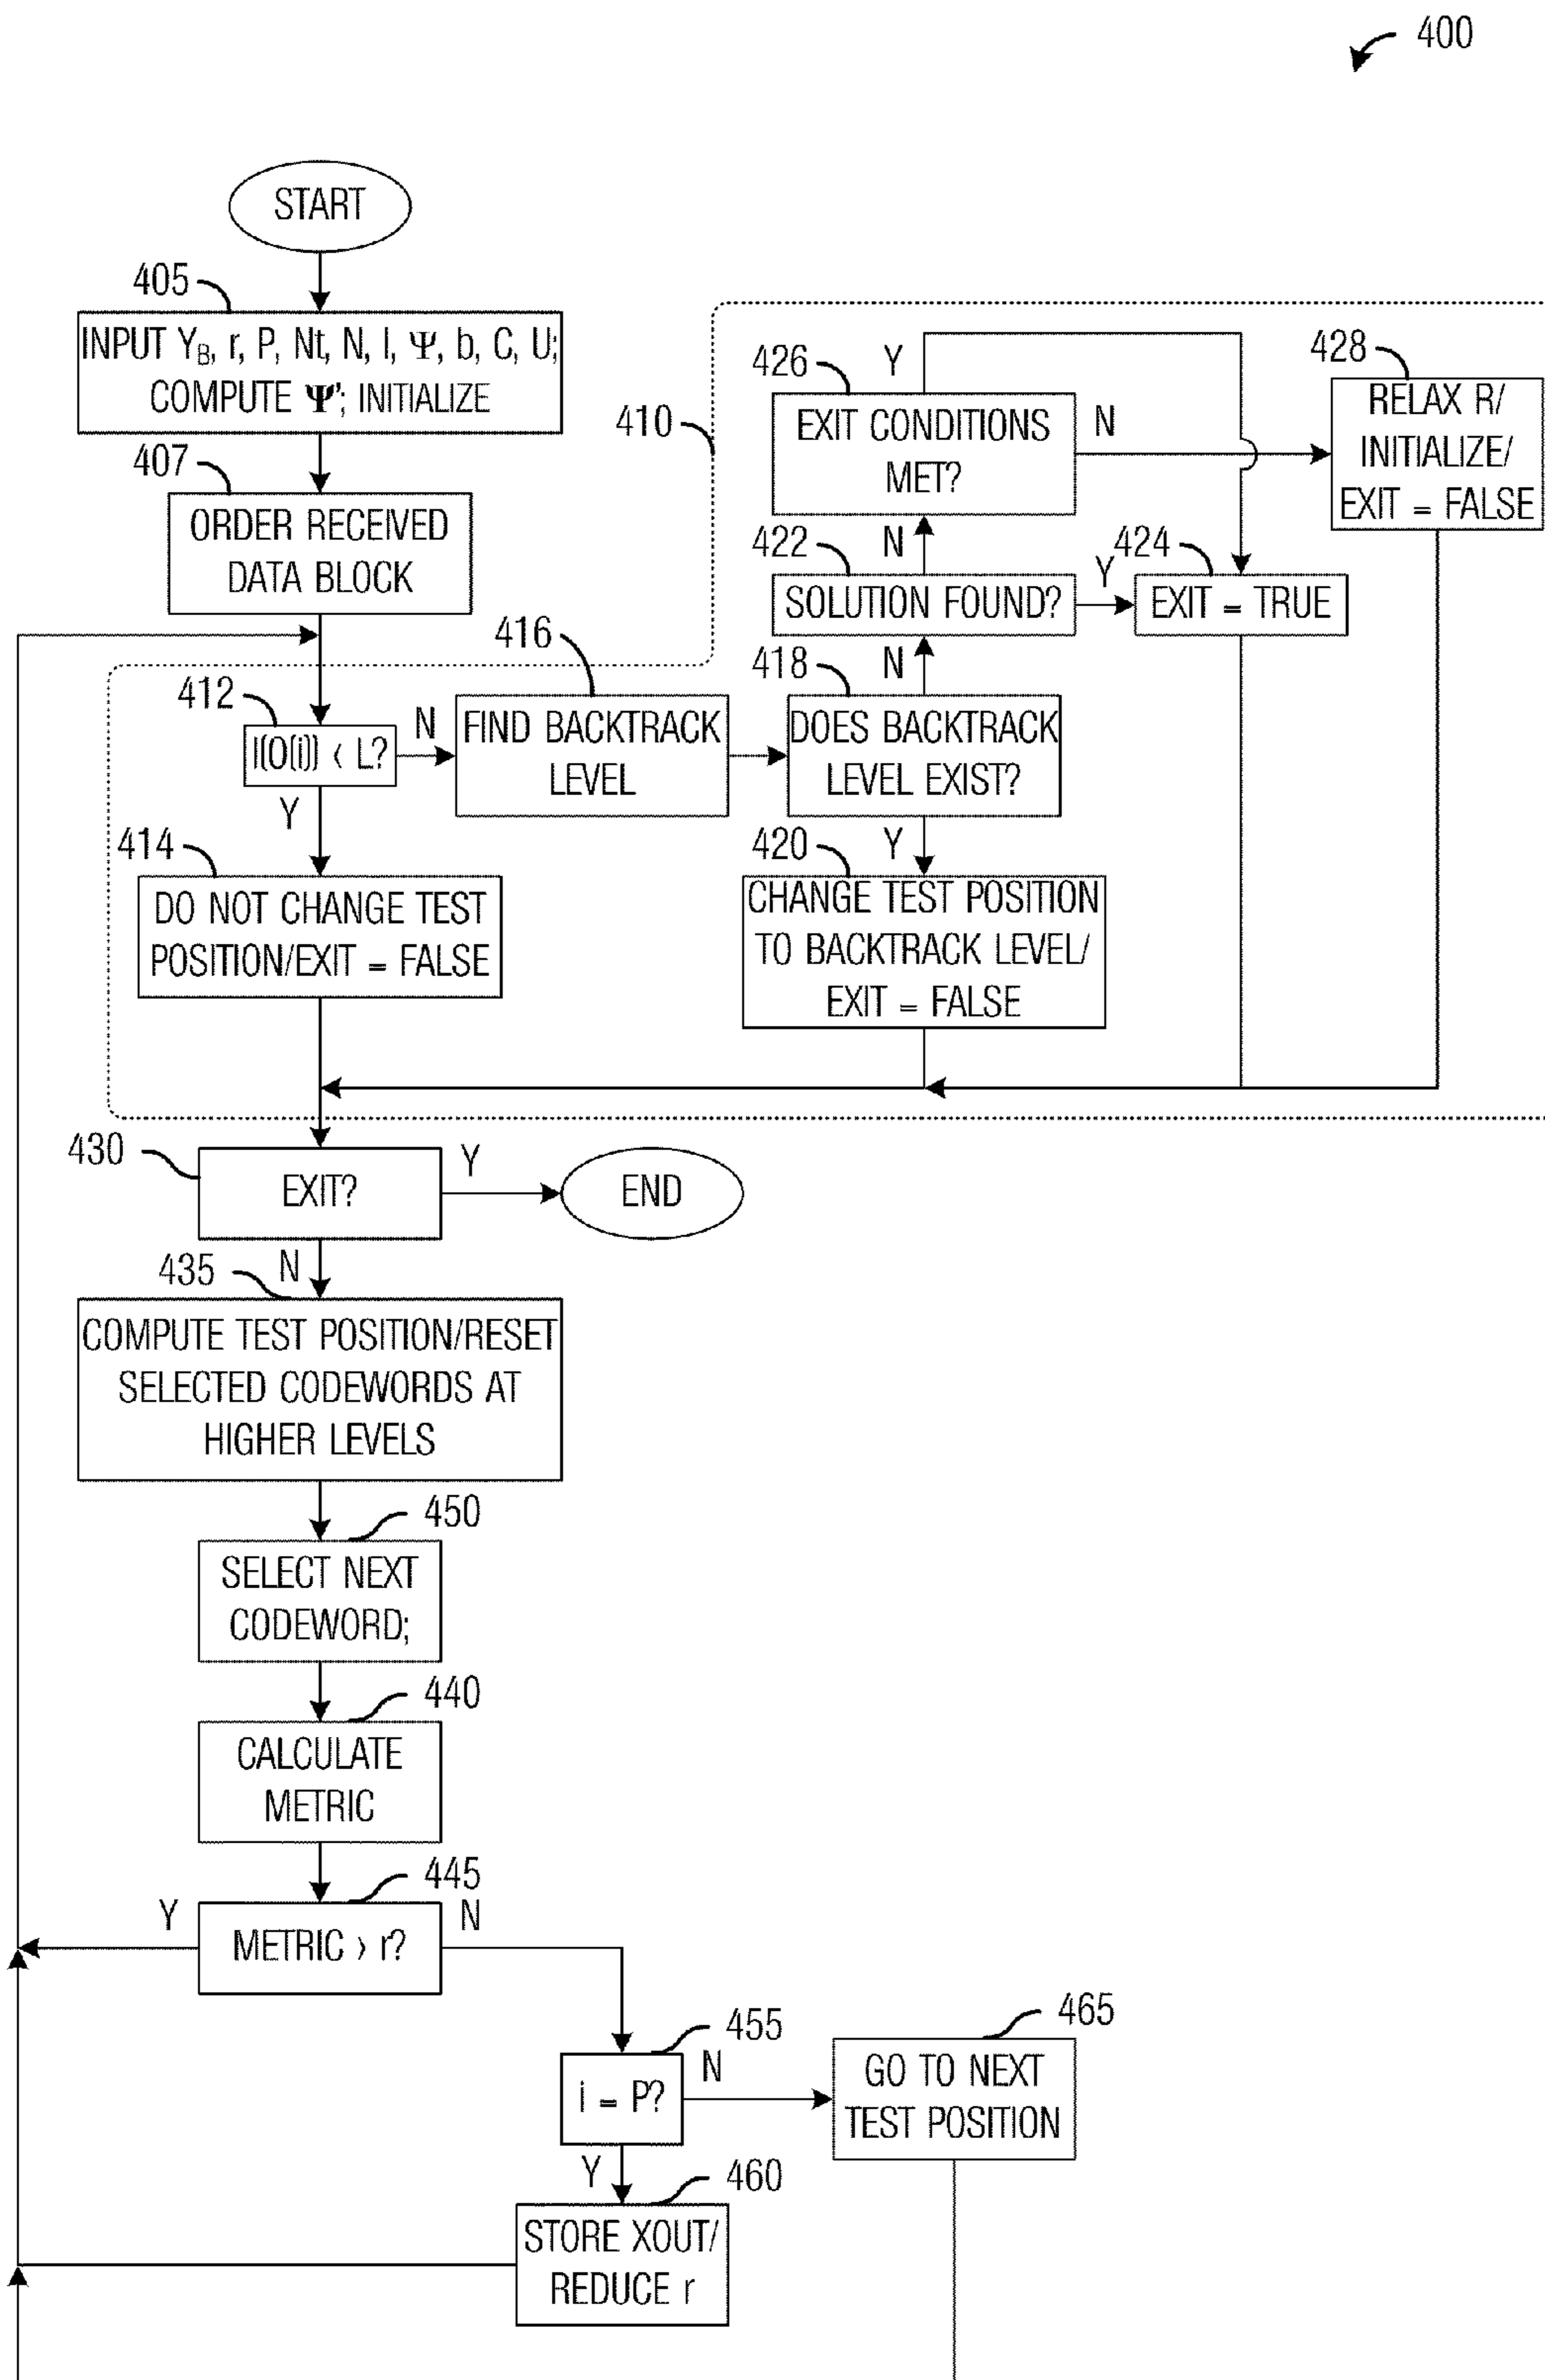 400
START
405
INPUT Y_B, r, P, Nt, N, I, Ψ, b, C, U;
COMPUTE Ψ'; INITIALIZE
407
ORDER RECEIVED
DATA BLOCK
410
412
I(O(i)) < L?
N
Y
414
DO NOT CHANGE TEST
POSITION/EXIT = FALSE
416
FIND BACKTRACK
LEVEL
418
DOES BACKTRACK
LEVEL EXIST?
N
Y
420
CHANGE TEST POSITION
TO BACKTRACK LEVEL/
EXIT = FALSE
422
SOLUTION FOUND?
N
Y
424
EXIT = TRUE
426
EXIT CONDITIONS
MET?
Y
N
428
RELAX R/
INITIALIZE/
EXIT = FALSE
430
EXIT?
Y
END
N
435
COMPUTE TEST POSITION/RESET
SELECTED CODEWORDS AT
HIGHER LEVELS
450
SELECT NEXT
CODEWORD;
440
CALCULATE
METRIC
445
METRIC > r?
Y
N
455
i = P?
N
Y
465
GO TO NEXT
TEST POSITION
460
STORE XOUT/
REDUCE r